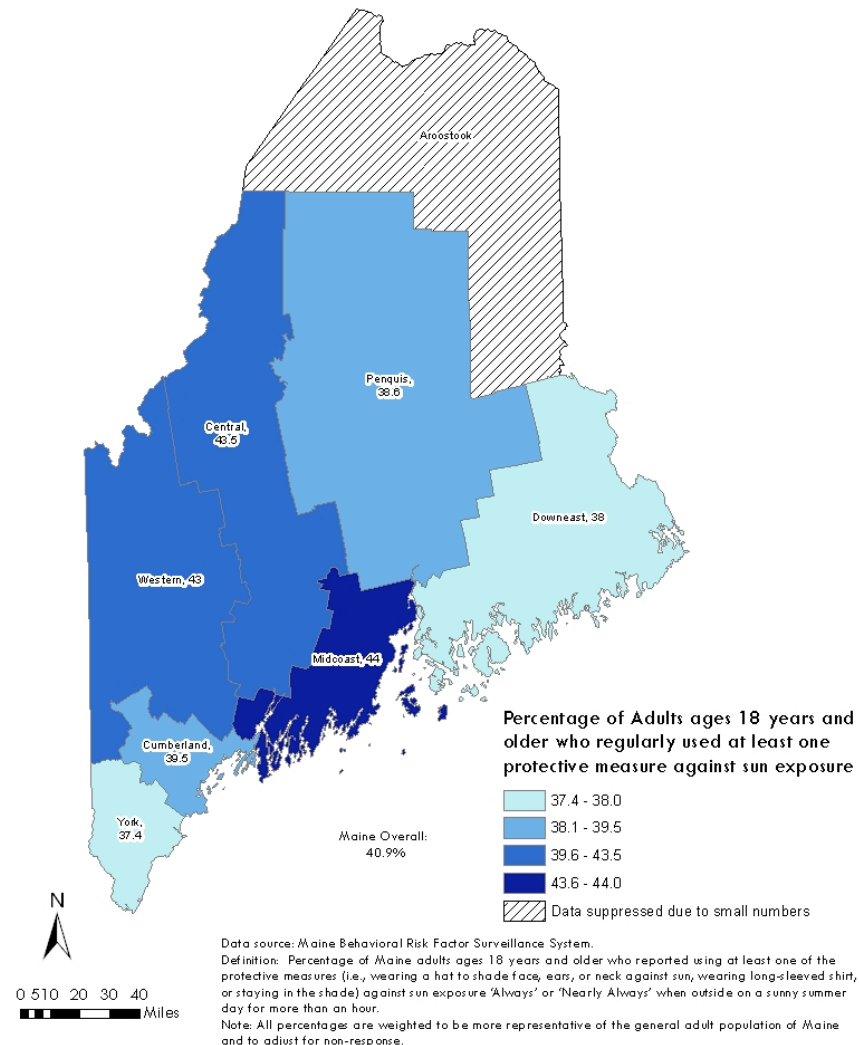 Aroostook
Penquis,
38.6
Central,
43.5
Downeast, 38
Western, 43
Midcoast, 44
Cumberland,
39.5
York,
37.4
Maine Overall:
40.9%
Percentage of Adults ages 18 years and
older who regularly used at least one
protective measure against sun exposure
37.4 - 38.0
38.1 - 39.5
39.6 - 43.5
43.6 - 44.0
Data suppressed due to small numbers
N
0 510 20 30 40
Miles
Data source: Maine Behavioral Risk Factor Surveillance System.
Definition: Percentage of Maine adults ages 18 years and older who reported using at least one of the
protective measures (i.e., wearing a hat to shade face, ears, or neck against sun, wearing long-sleeved shirt,
or staying in the shade) against sun exposure 'Always' or 'Nearly Always' when outside on a sunny summer
day for more than an hour.
Note: All percentages are weighted to be more representative of the general adult population of Maine
and to adjust for non-response.